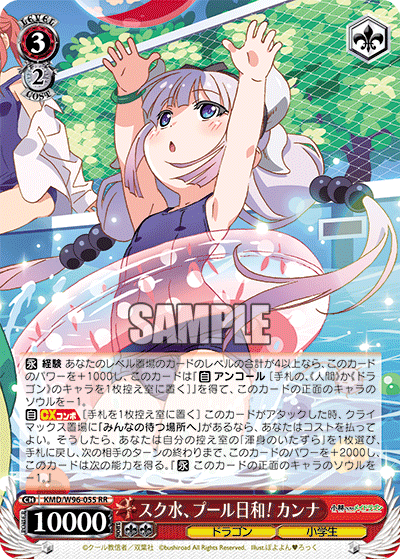 LEVEL
3
2
COST
SAMPLE
永 経験 あなたのレベル置場のカードのレベルの合計が4以上なら、このカード
のパワーを+1000し、このカードは『自 アンコール [手札の、《人間》か《ドラ
ゴン》のキャラを1枚控え室に置く]』を得て、このカードの正面のキャラの
ソウルを-1。
自 CXコンボ [手札を1枚控え室に置く] このカードがアタックした時、クライ
マックス置場に「みんなの待つ場所へ」があるなら、あなたはコストを払ってよ
い。そうしたら、あなたは自分の控え室の「渾身のいたずら」を1枚選び、手
札に戻し、次の相手のターンの終わりまで、このカードのパワーを+2000し、
このカードは次の能力を得る。『永 このカードの正面のキャラのソウルを-1。』
CH KMD/W96-055 RR
10000
スク水、プール日和! カンナ
ドラゴン
小学生
©クール教信者/双葉社 ©bushiroad All Rights Reserved.